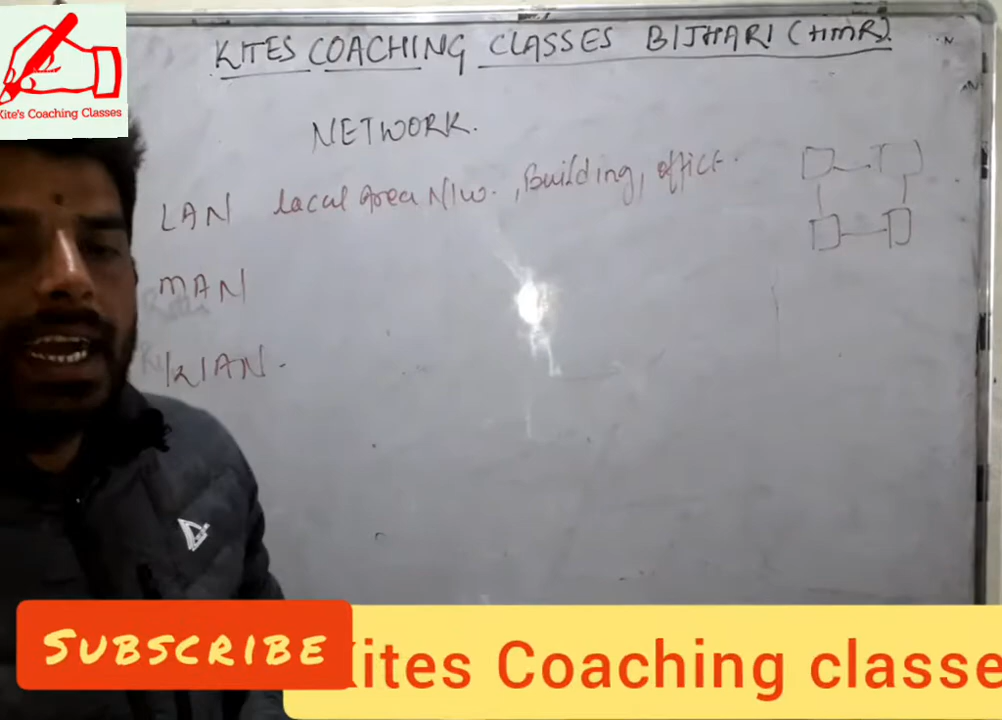 Kite's Coaching Classes
KITES COACHING CLASSES BIJHARI (HMR).
NETWORK.
LAN local Area N/w. , Building, office.
MAN
WAN.
SUBSCRIBE
Kites Coaching classe